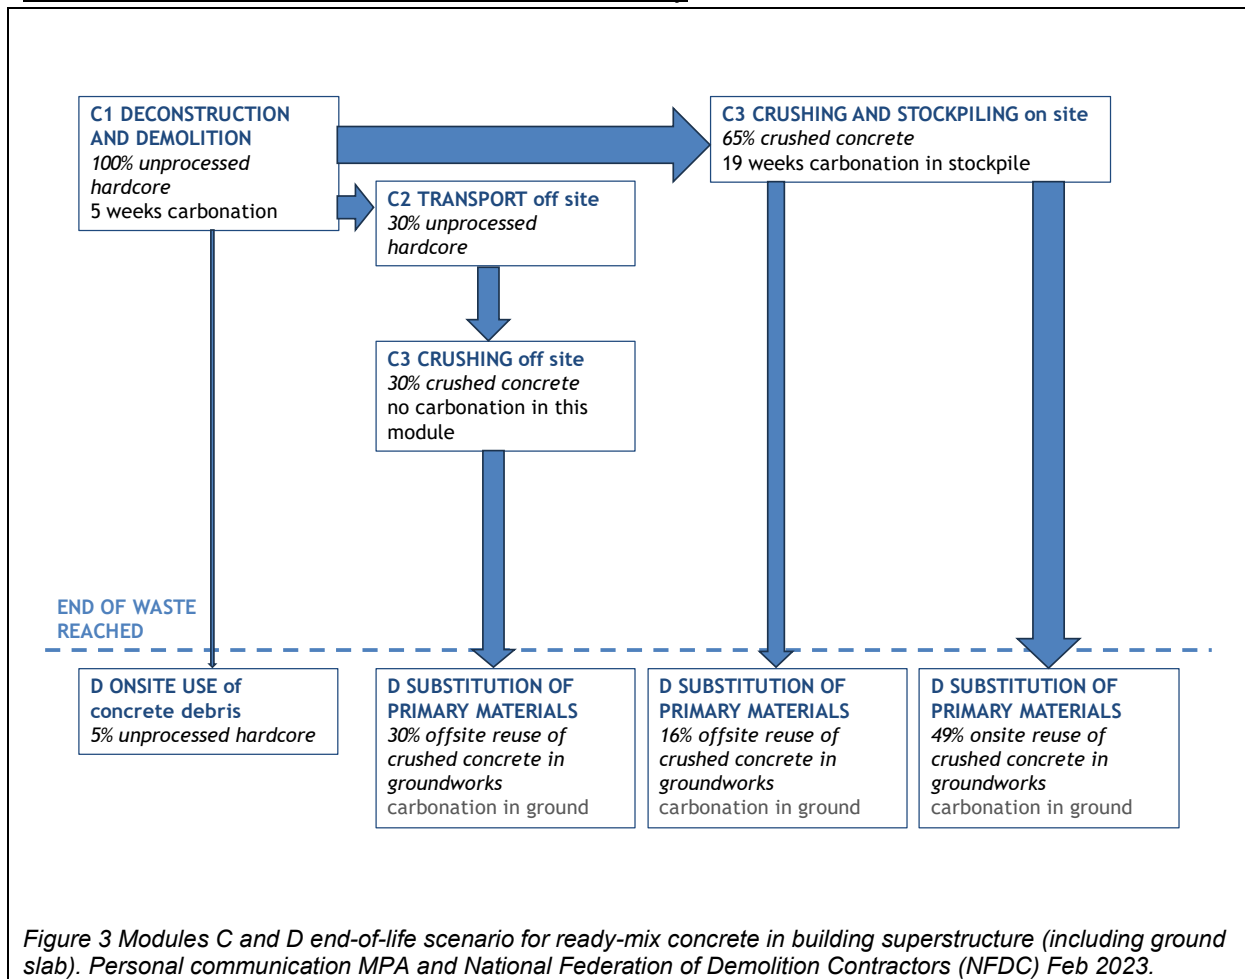 C1 DECONSTRUCTION
AND DEMOLITION
100% unprocessed
hardcore
5 weeks carbonation
C3 CRUSHING AND STOCKPILING on site
65% crushed concrete
19 weeks carbonation in stockpile
C2 TRANSPORT off site
30% unprocessed
hardcore
C3 CRUSHING off site
30% crushed concrete
no carbonation in this
module
END OF WASTE
REACHED
D ONSITE USE of
concrete debris
5% unprocessed hardcore
D SUBSTITUTION OF
PRIMARY MATERIALS
30% offsite reuse of
crushed concrete in
groundworks
carbonation in ground
D SUBSTITUTION OF
PRIMARY MATERIALS
16% offsite reuse of
crushed concrete in
groundworks
carbonation in ground
D SUBSTITUTION OF
PRIMARY MATERIALS
49% onsite reuse of
crushed concrete in
groundworks
carbonation in ground
Figure 3 Modules C and D end-of-life scenario for ready-mix concrete in building superstructure (including ground
slab). Personal communication MPA and National Federation of Demolition Contractors (NFDC) Feb 2023.